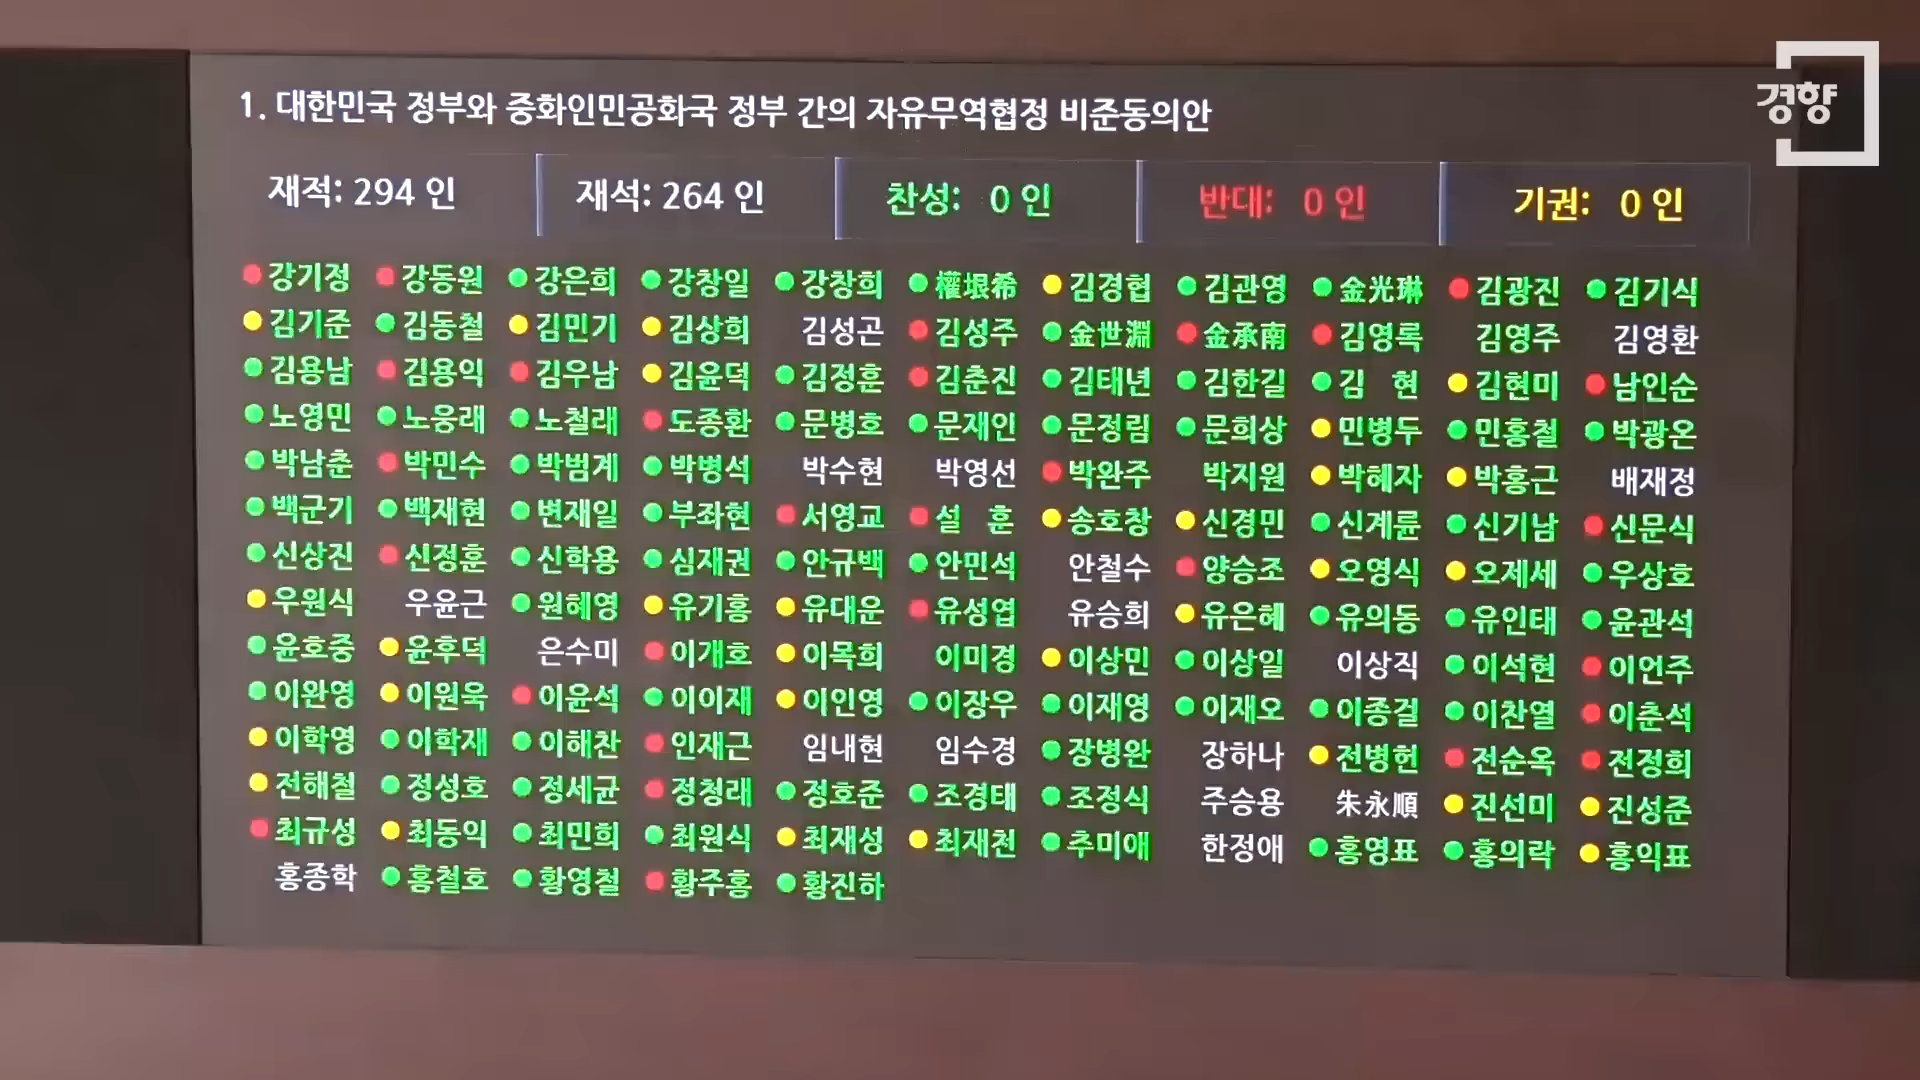 경향
1. 대한민국 정부와 중화인민공화국 정부 간의 자유무역협정 비준동의안
재적: 294 인 재석: 264 인 찬성: 0 인 반대: 0 인 기권: 0 인
강기정 강동원 강은희 강창일 강창희 權垠希 김경협 김관영 金光琳 김광진 김기식
김기준 김동철 김민기 김상희 김성곤 김성주 金世淵 金承南 김영록 김영주 김영환
김용남 김용익 김우남 김윤덕 김정훈 김춘진 김태년 김한길 김 현 김현미 남인순
노영민 노웅래 노철래 도종환 문병호 문재인 문정림 문희상 민병두 민홍철 박광온
박남춘 박민수 박범계 박병석 박수현 박영선 박완주 박지원 박혜자 박홍근 배재정
백군기 백재현 변재일 부좌현 서영교 설 훈 송호창 신경민 신계륜 신기남 신문식
신상진 신정훈 신학용 심재권 안규백 안민석 안철수 양승조 오영식 오제세 우상호
우원식 우윤근 원혜영 유기홍 유대운 유성엽 유승희 유은혜 유의동 유인태 윤관석
윤호중 윤후덕 은수미 이개호 이목희 이미경 이상민 이상일 이상직 이석현 이언주
이완영 이원욱 이윤석 이이재 이인영 이장우 이재영 이재오 이종걸 이찬열 이춘석
이학영 이학재 이해찬 인재근 임내현 임수경 장병완 장하나 전병헌 전순옥 전정희
전해철 정성호 정세균 정청래 정호준 조경태 조정식 주승용 朱永順 진선미 진성준
최규성 최동익 최민희 최원식 최재성 최재천 추미애 한정애 홍영표 홍의락 홍익표
홍종학 홍철호 황영철 황주홍 황진하